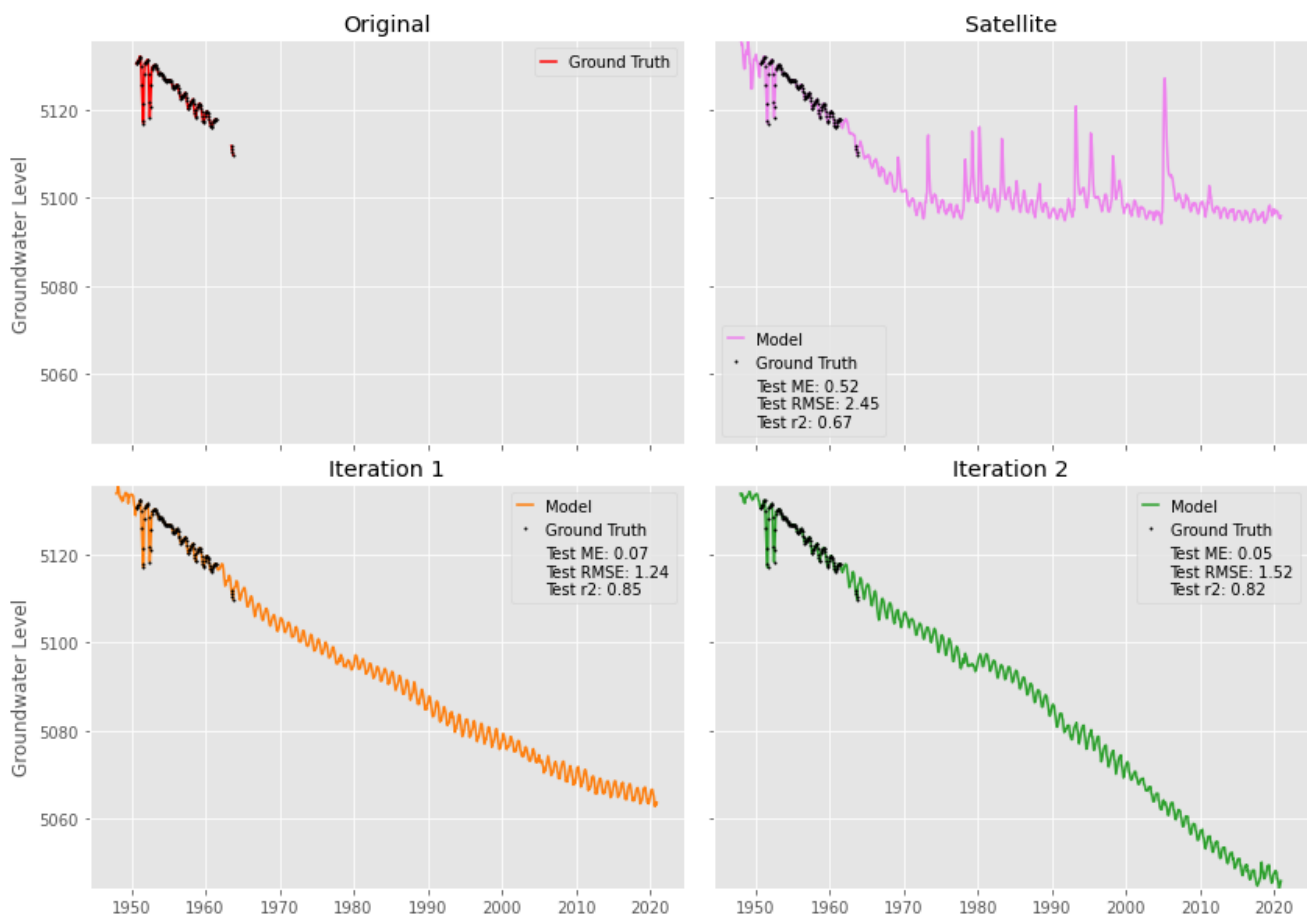 Original
Satellite
Groundwater Level
5120
5100
5080
5060
Ground Truth
Model
Ground Truth
Test ME: 0.52
Test RMSE: 2.45
Test r2: 0.67
Iteration 1
Iteration 2
Groundwater Level
5120
5100
5080
5060
Model
Ground Truth
Test ME: 0.07
Test RMSE: 1.24
Test r2: 0.85
Model
Ground Truth
Test ME: 0.05
Test RMSE: 1.52
Test r2: 0.82
1950 1960 1970 1980 1990 2000 2010 2020
1950 1960 1970 1980 1990 2000 2010 2020